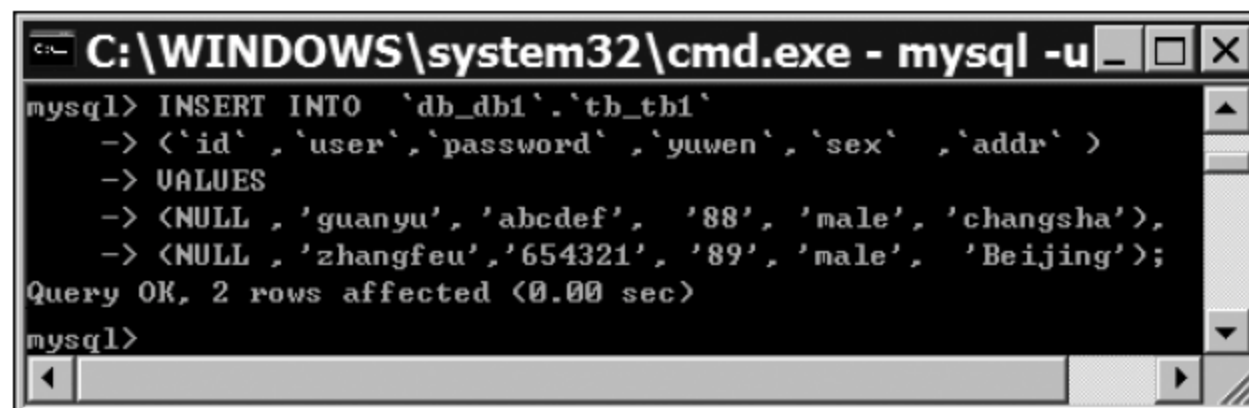 C:\WINDOWS\system32\cmd.exe - mysql -u
mysql> INSERT INTO  `db_db1`.`tb_tb1`
    -> (`id` ,`user`,`password` ,`yuwen`,`sex`  ,`addr` )
    -> VALUES
    -> (NULL , 'guanyu', 'abcdef',  '88', 'male', 'changsha'),
    -> (NULL , 'zhangfeu','654321', '89', 'male',  'Beijing');
Query OK, 2 rows affected (0.00 sec)
mysql>